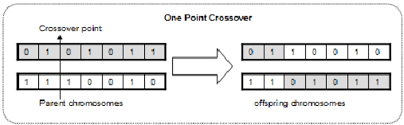 One Point Crossover
Crossover point
0 1 0 1 0 1 1
0 1 1 0 0 1 0
1 1 1 0 0 1 0
1 1 0 1 0 1 1
Parent chromosomes
offspring chromosomes